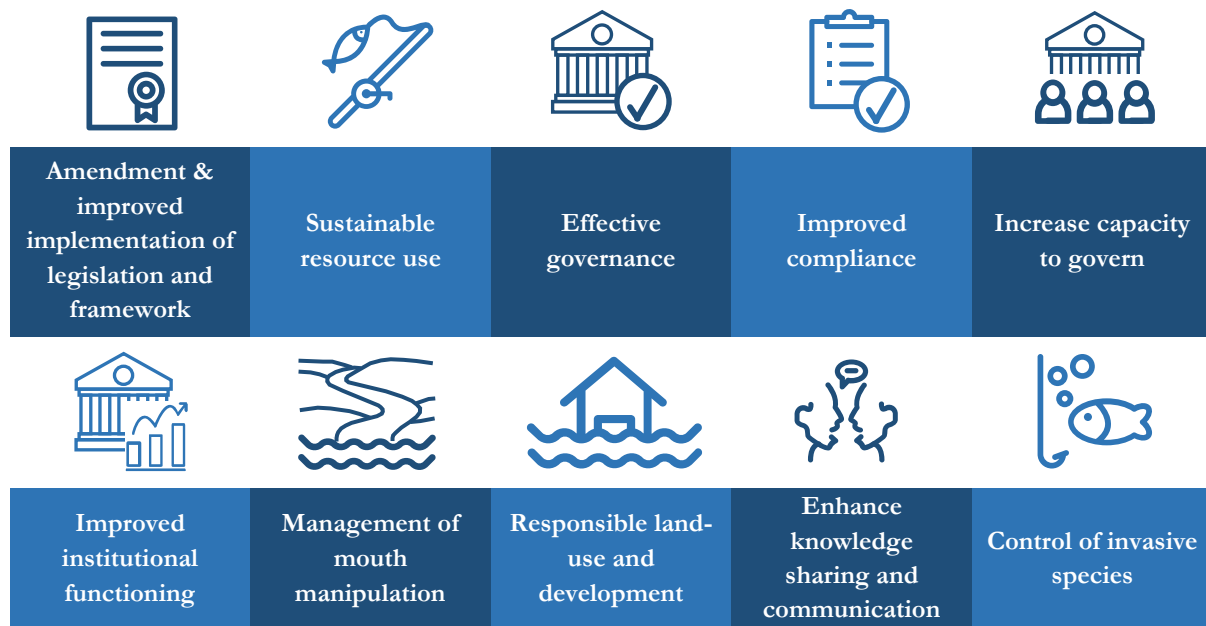 Amendment &
improved
implementation of
legislation and
framework
Sustainable
resource use
Effective
governance
Improved
compliance
Increase capacity
to govern
Improved
institutional
functioning
Management of
mouth
manipulation
Responsible land-
use and
development
Enhance
knowledge
sharing and
communication
Control of invasive
species